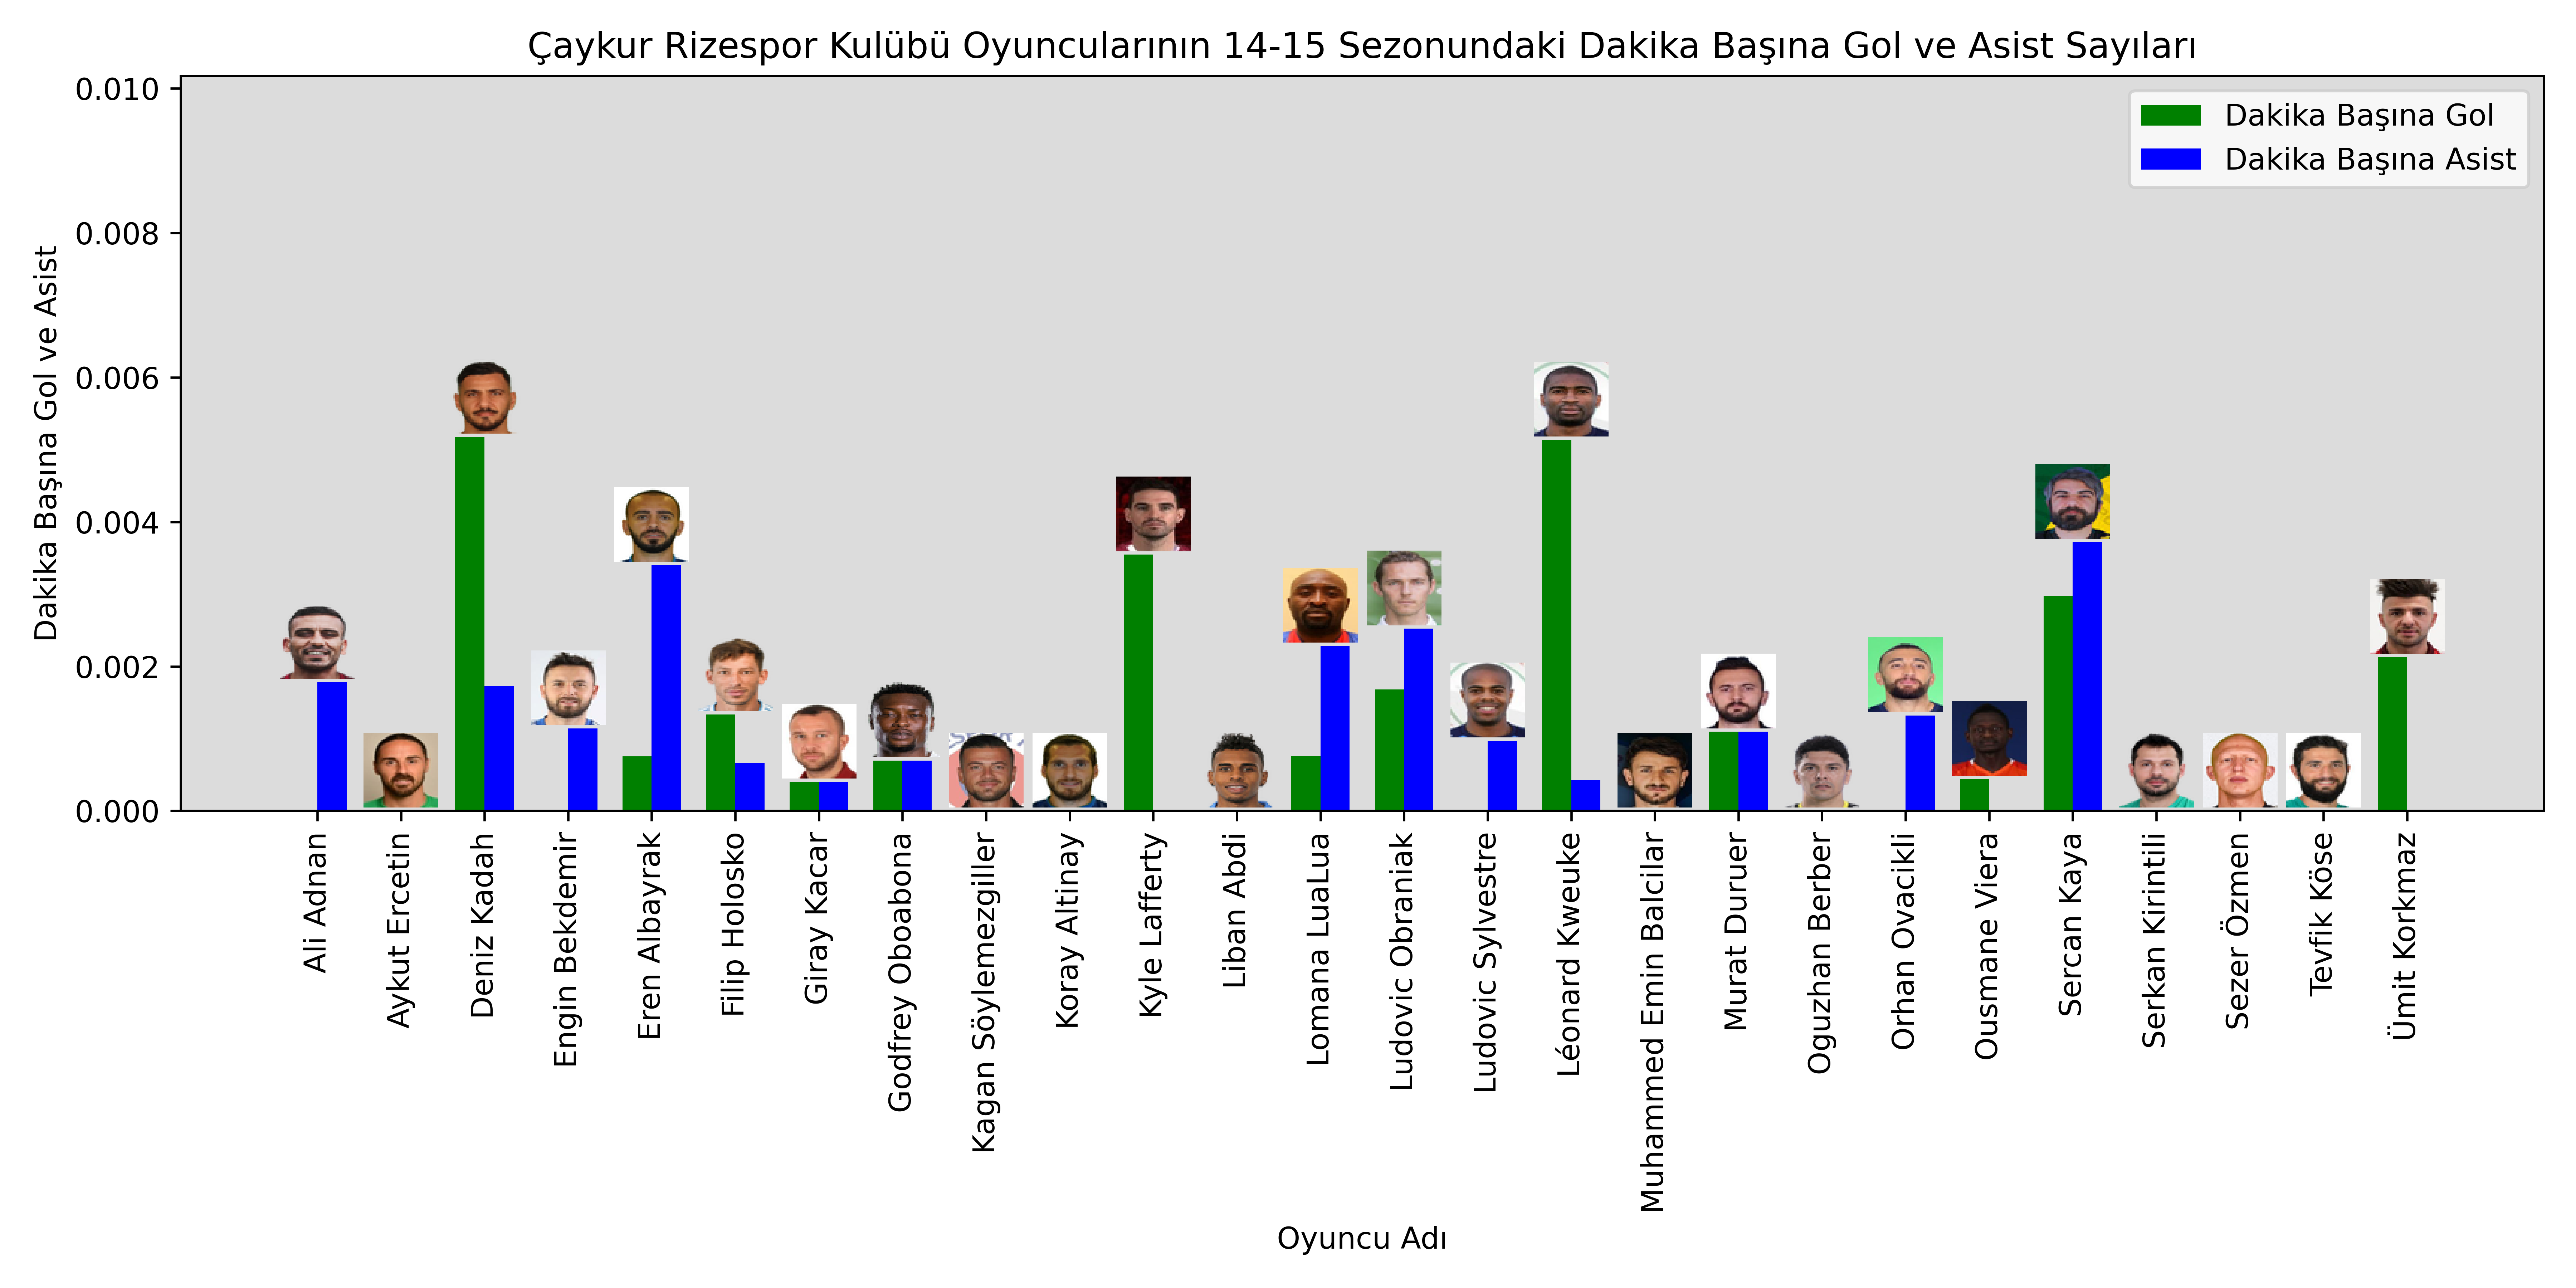 Çaykur Rizespor Kulübü Oyuncularının 14-15 Sezonundaki Dakika Başına Gol ve Asist Sayıları
Dakika Başına Gol
Dakika Başına Asist
Dakika Başına Gol ve Asist
0.010
0.008
0.006
0.004
0.002
0.000
Ali Adnan
Aykut Ercetin
Deniz Kadah
Engin Bekdemir
Eren Albayrak
Filip Holosko
Giray Kacar
Godfrey Oboabona
Kagan Söylemezgiller
Koray Altinay
Kyle Lafferty
Liban Abdi
Lomana LuaLua
Ludovic Obraniak
Ludovic Sylvestre
Léonard Kweuke
Muhammed Emin Balcilar
Murat Duruer
Oguzhan Berber
Orhan Ovacikli
Ousmane Viera
Sercan Kaya
Serkan Kirintili
Sezer Özmen
Tevfik Köse
Ümit Korkmaz
Oyuncu Adı